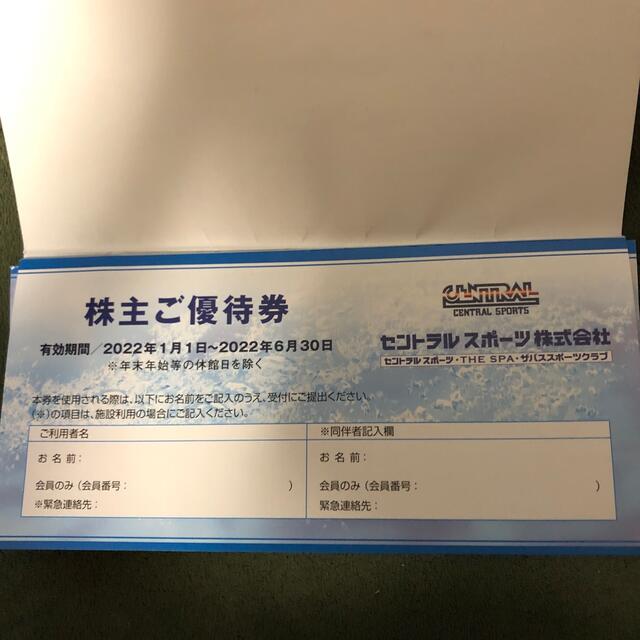 株主ご優待券
有効期間／2022年1月1日～2022年6月30日
※年末年始等の休館日を除く
CENTRAL
CENTRAL SPORTS
セントラルスポーツ株式会社
セントラルスポーツ・THE SPA・ザバススポーツクラブ
本券を使用される際は、以下にお名前をご記入のうえ、受付にご提出ください。
（※）の項目は、施設利用の場合にご記入ください。
ご利用者名
お 名 前：
会員のみ（会員番号：　　　）
※緊急連絡先：
※同伴者記入欄
お 名 前：
会員のみ（会員番号：　　　）
緊急連絡先：